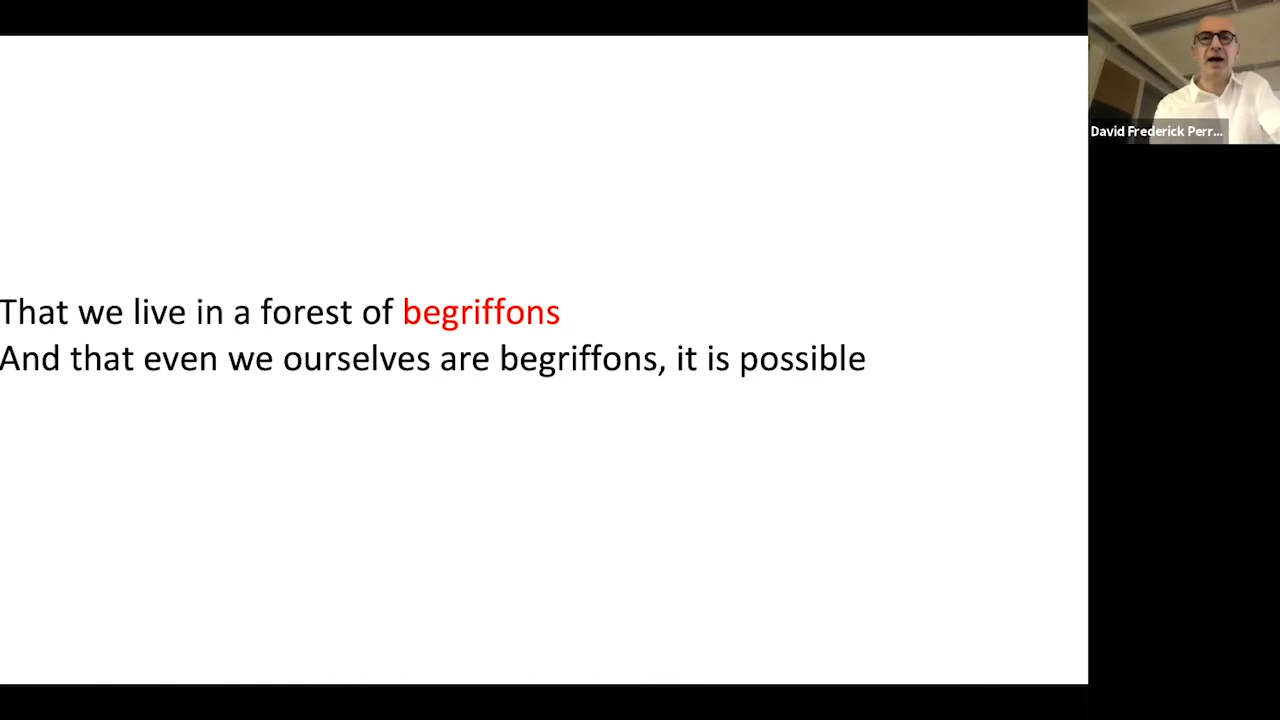 That we live in a forest of begriffons
And that even we ourselves are begriffons, it is possible
David Frederick Perr...